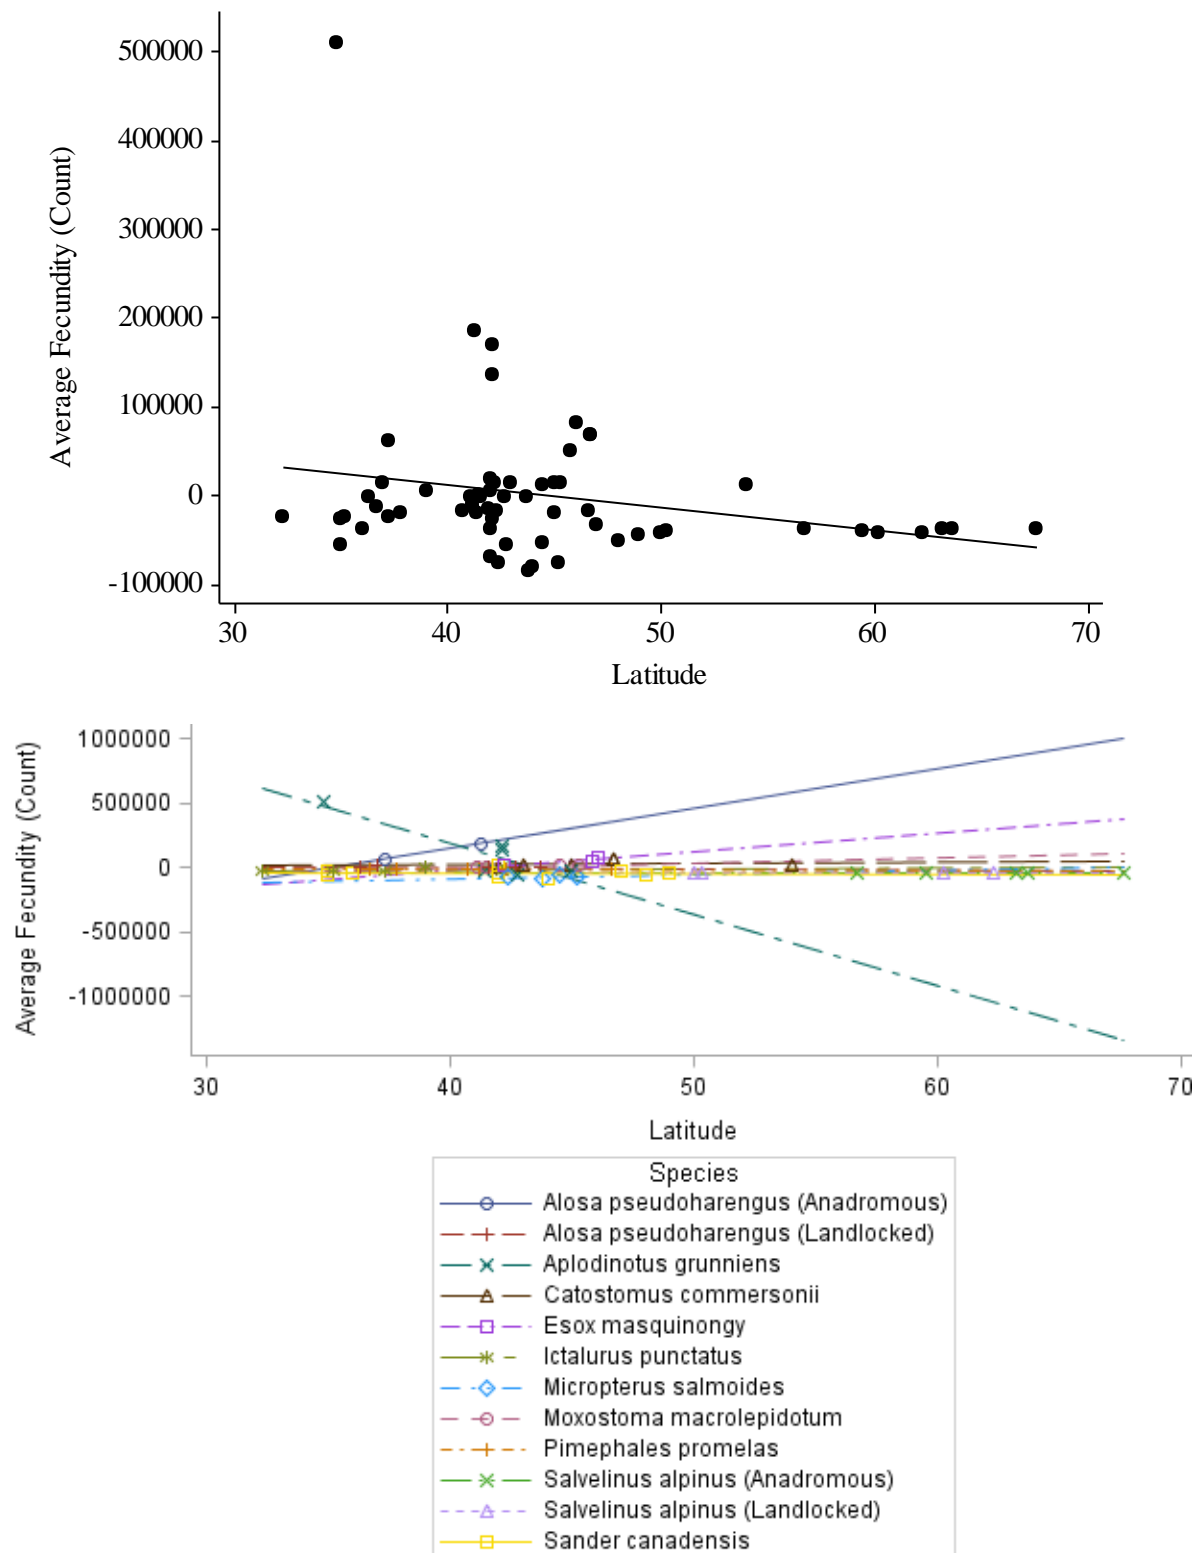 500000
400000
300000
200000
100000
0
-100000
Average Fecundity (Count)
30 40 50 60 70
Latitude
1000000
500000
0
-500000
-1000000
Average Fecundity (Count)
30 40 50 60 70
Latitude
Species
Alosa pseudoharengus (Anadromous)
Alosa pseudoharengus (Landlocked)
Aplodinotus grunniens
Catostomus commersonii
Esox masquinongy
Ictalurus punctatus
Micropterus salmoides
Moxostoma macrolepidotum
Pimephales promelas
Salvelinus alpinus (Anadromous)
Salvelinus alpinus (Landlocked)
Sander canadensis